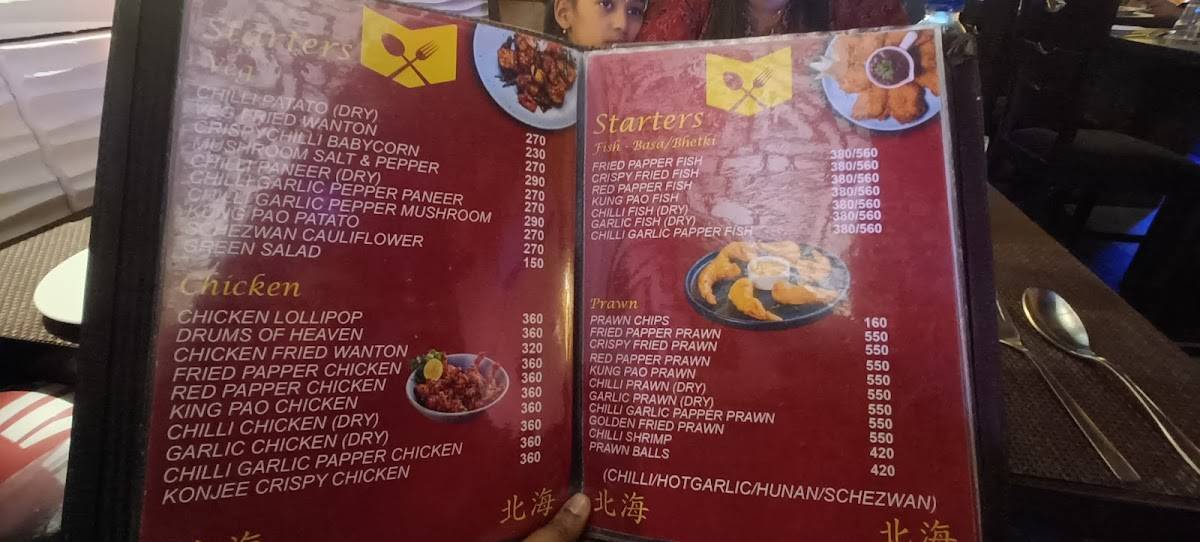 Starters
Veg
CHILLI PATATO (DRY) 270
VEG FRIED WANTON 230
CRISPYCHILLI BABYCORN 270
MUSHROOM SALT & PEPPER 290
CHILLI PANEER (DRY) 270
CHILLI GARLIC PEPPER PANEER 270
CHILLI GARLIC PEPPER MUSHROOM 290
KUNG PAO PATATO 270
SCHEZWAN CAULIFLOWER 270
GREEN SALAD 150
Chicken
CHICKEN LOLLIPOP 360
DRUMS OF HEAVEN 360
CHICKEN FRIED WANTON 320
FRIED PAPPER CHICKEN 360
RED PAPPER CHICKEN 360
KING PAO CHICKEN 360
CHILLI CHICKEN (DRY) 360
GARLIC CHICKEN (DRY) 360
CHILLI GARLIC PAPPER CHICKEN 360
KONJEE CRISPY CHICKEN 360
北海
Starters
Fish - Basa/Bhetki
FRIED PAPPER FISH 380/560
CRISPY FRIED FISH 380/560
RED PAPPER FISH 380/560
KUNG PAO FISH 380/560
CHILLI FISH (DRY) 380/560
GARLIC FISH (DRY) 380/560
CHILLI GARLIC PAPPER FISH 380/560
Prawn
PRAWN CHIPS 160
FRIED PAPPER PRAWN 550
CRISPY FRIED PRAWN 550
RED PAPPER PRAWN 550
KUNG PAO PRAWN 550
CHILLI PRAWN (DRY) 550
GARLIC PRAWN (DRY) 550
CHILLI GARLIC PAPPER PRAWN 550
GOLDEN FRIED PRAWN 550
CHILLI SHRIMP 420
PRAWN BALLS 420
(CHILLI/HOTGARLIC/HUNAN/SCHEZWAN)
北海
北海